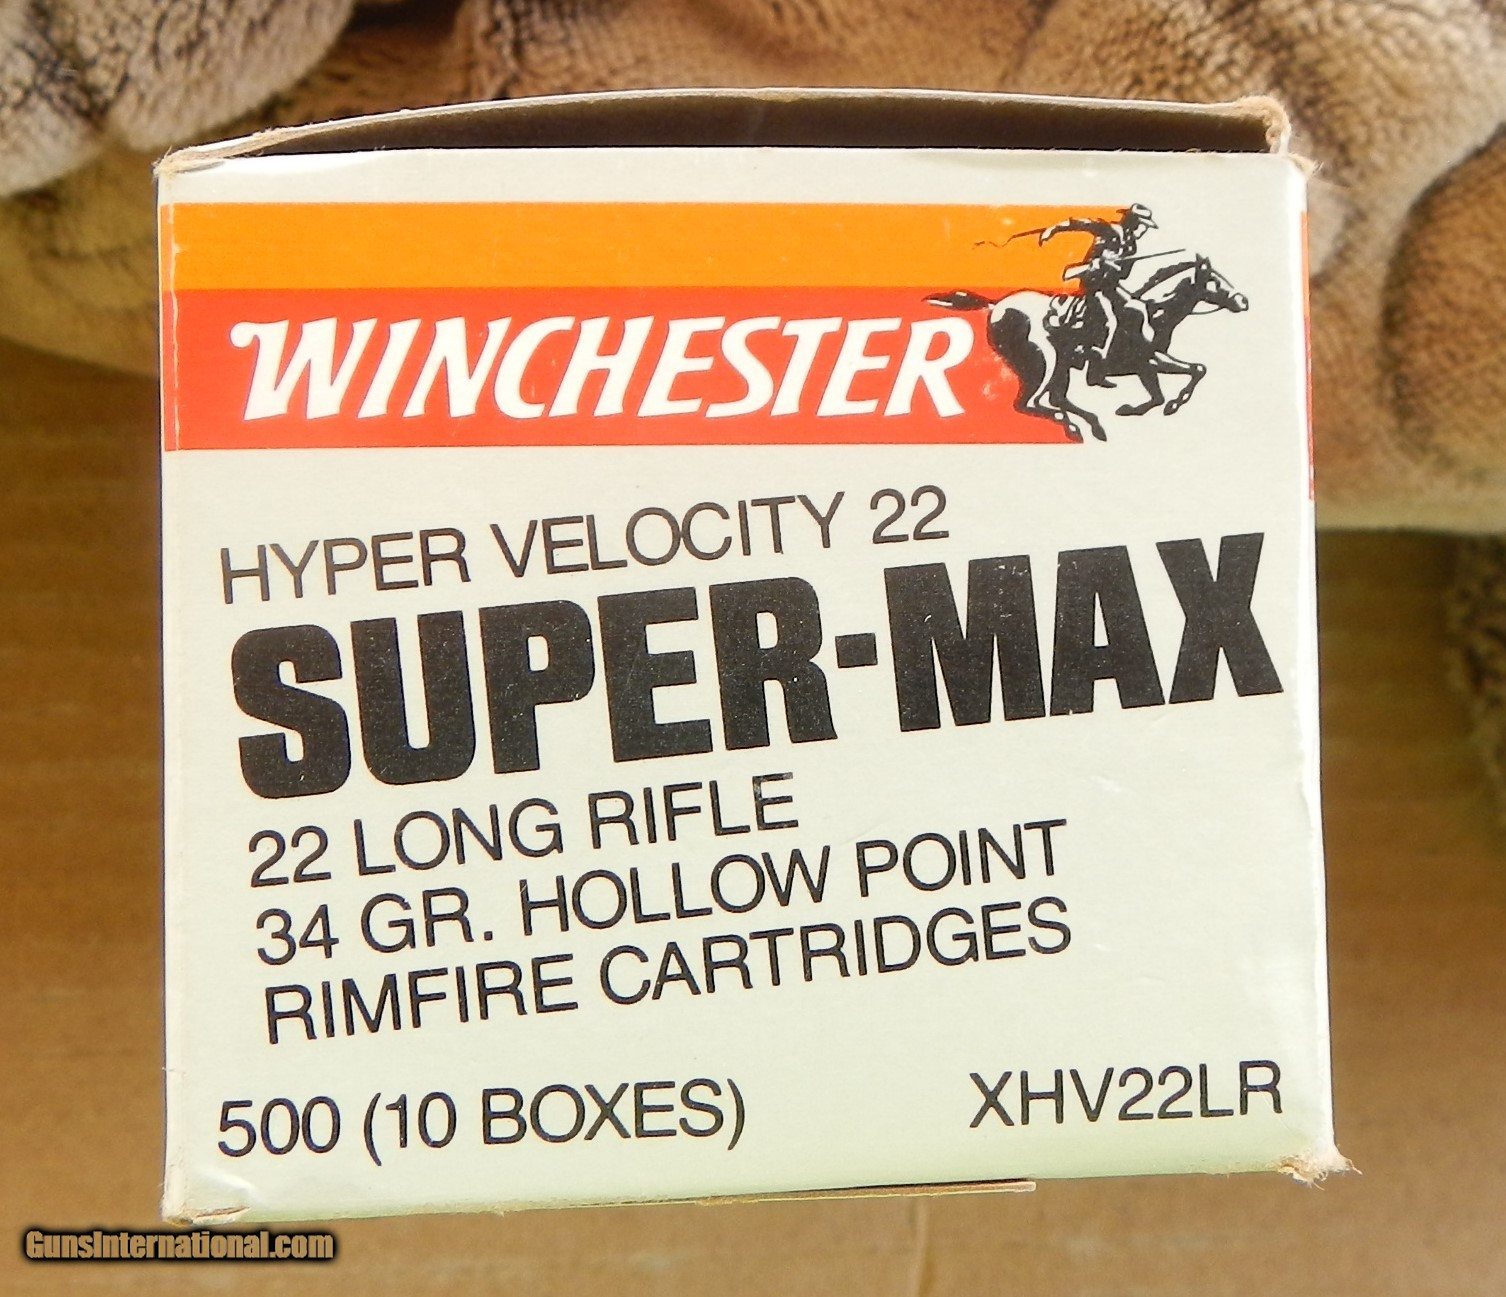 WINCHESTER
HYPER VELOCITY 22
SUPER-MAX
22 LONG RIFLE
34 GR. HOLLOW POINT
RIMFIRE CARTRIDGES
500 (10 BOXES)
XHV22LR
GunsInternational.com